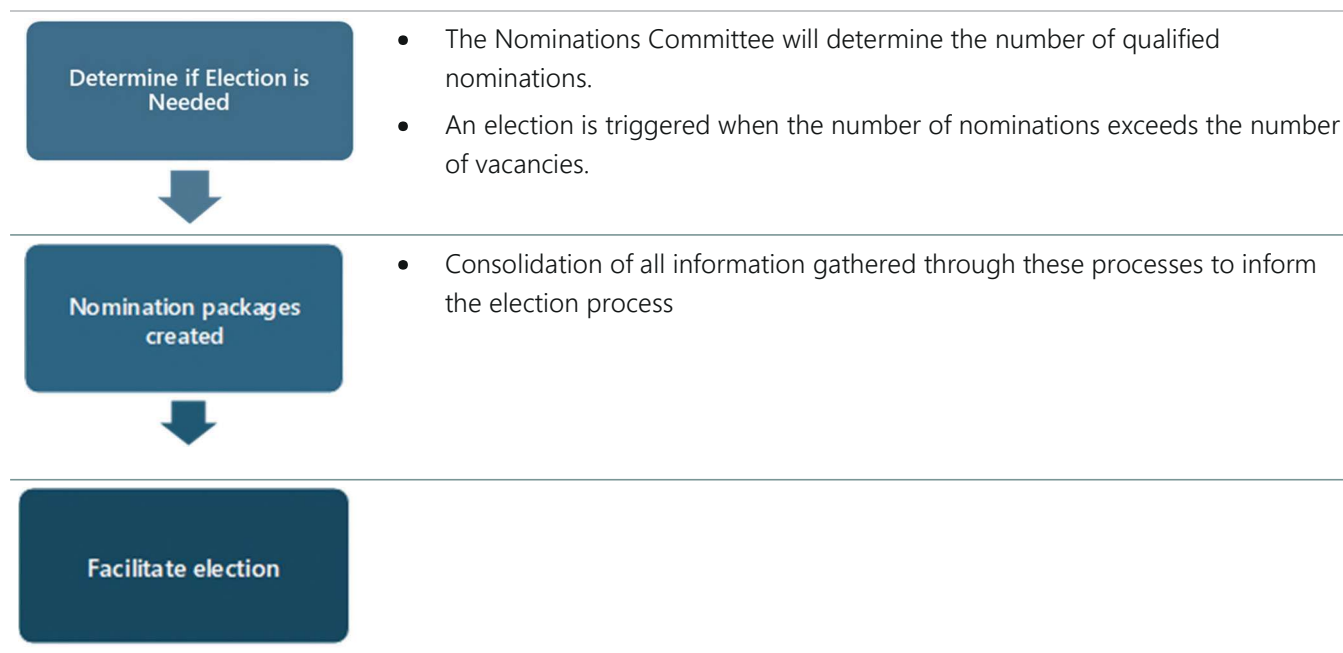 Determine if Election is
Needed
• The Nominations Committee will determine the number of qualified
nominations.
• An election is triggered when the number of nominations exceeds the number
of vacancies.
Nomination packages
created
• Consolidation of all information gathered through these processes to inform
the election process
Facilitate election